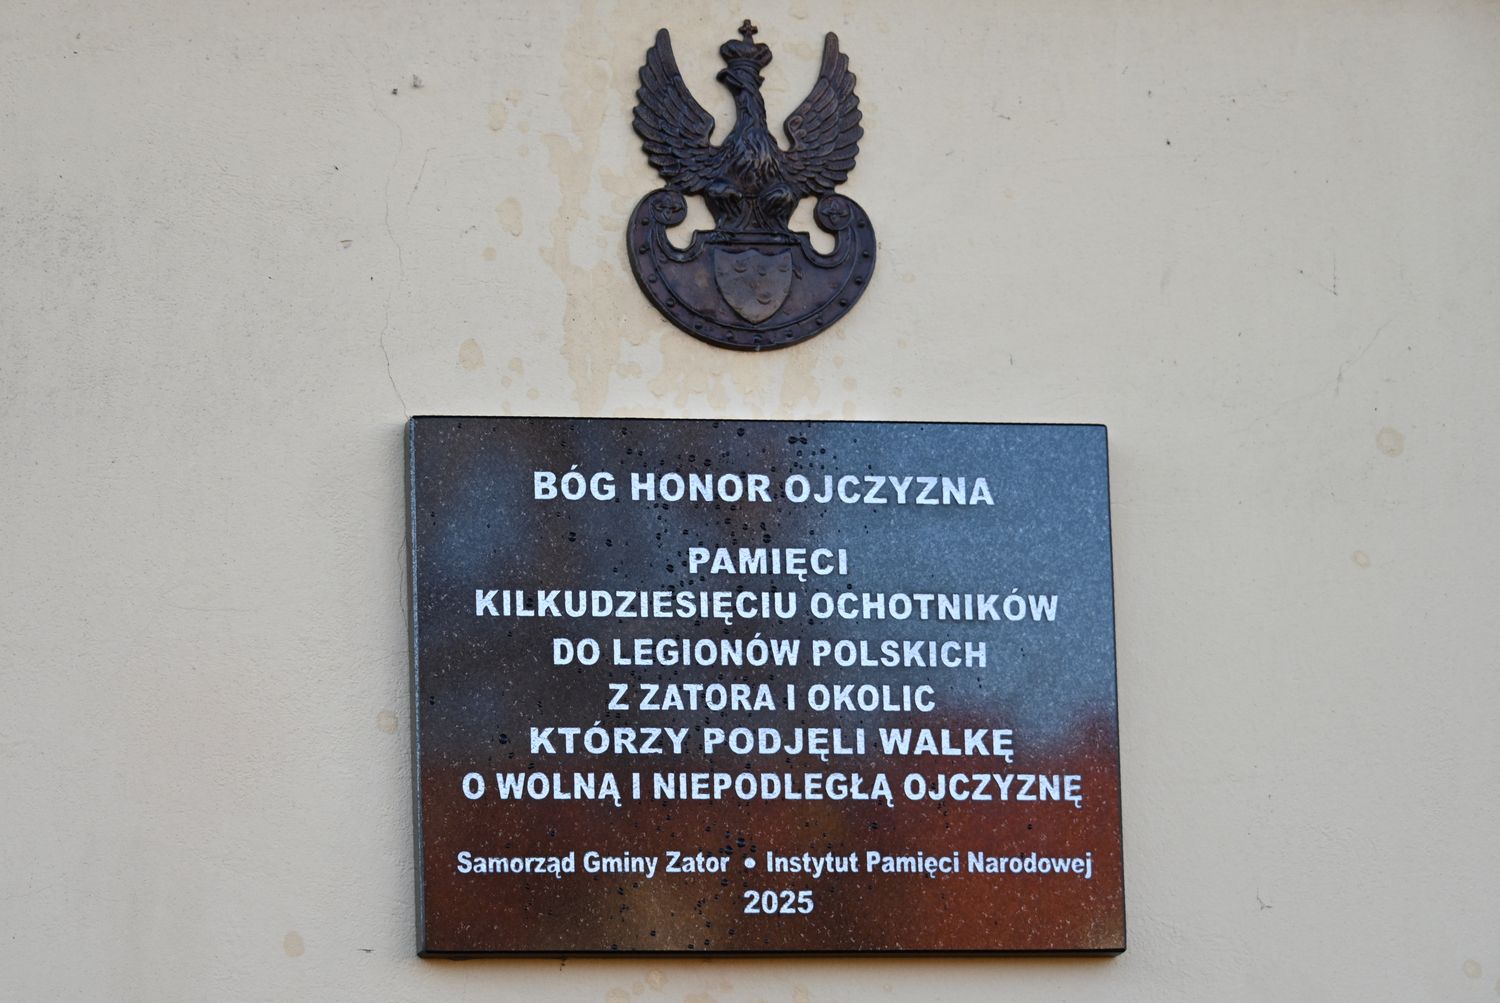 BÓG HONOR OJCZYZNA
PAMIĘCI
KILKUDZIESIĘCIU OCHOTNIKÓW
DO LEGIONÓW POLSKICH
Z ZATORA I OKOLIC
KTÓRZY PODJĘLI WALKĘ
O WOLNĄ I NIEPODLEGŁĄ OJCZYZNĘ
Samorząd Gminy Zator • Instytut Pamięci Narodowej
2025